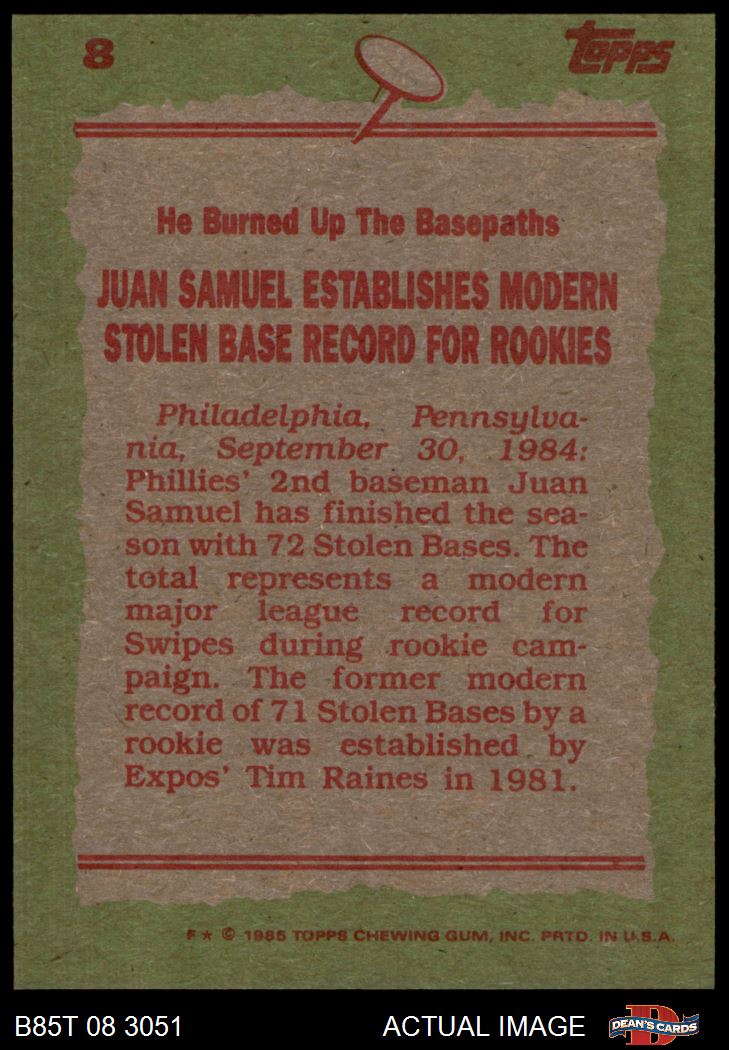 8
topps
He Burned Up The Basepaths
JUAN SAMUEL ESTABLISHES MODERN
STOLEN BASE RECORD FOR ROOKIES
Philadelphia, Pennsylva-
nia, September 30, 1984:
Phillies' 2nd baseman Juan
Samuel has finished the sea-
son with 72 Stolen Bases. The
total represents a modern
major league record for
Swipes during rookie cam-
paign. The former modern
record of 71 Stolen Bases by a
rookie was established by
Expos' Tim Raines in 1981.
F★ © 1985 TOPPS CHEWING GUM, INC. PRTD. IN U.S.A.
B85T 08 3051 ACTUAL IMAGE D DEAN'S CARDS